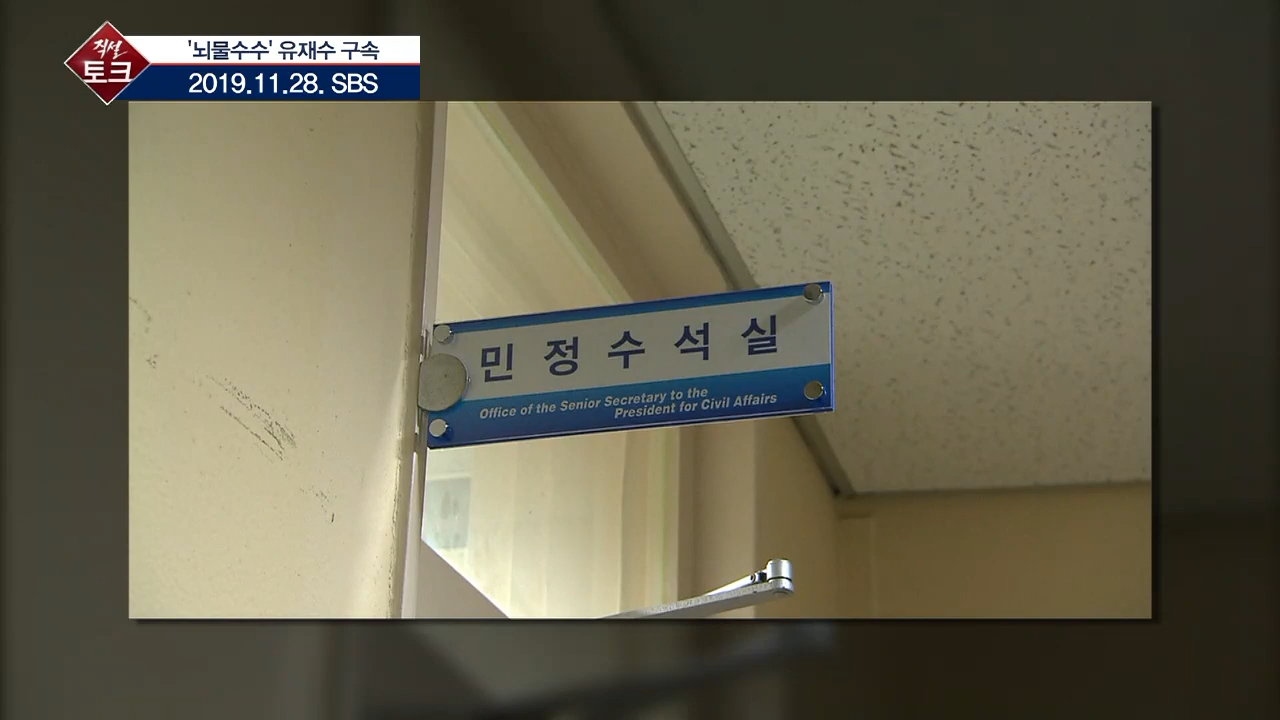 직설
토크
'뇌물수수' 유재수 구속
2019.11.28. SBS
민정수석실
Office of the Senior Secretary to the
President for Civil Affairs